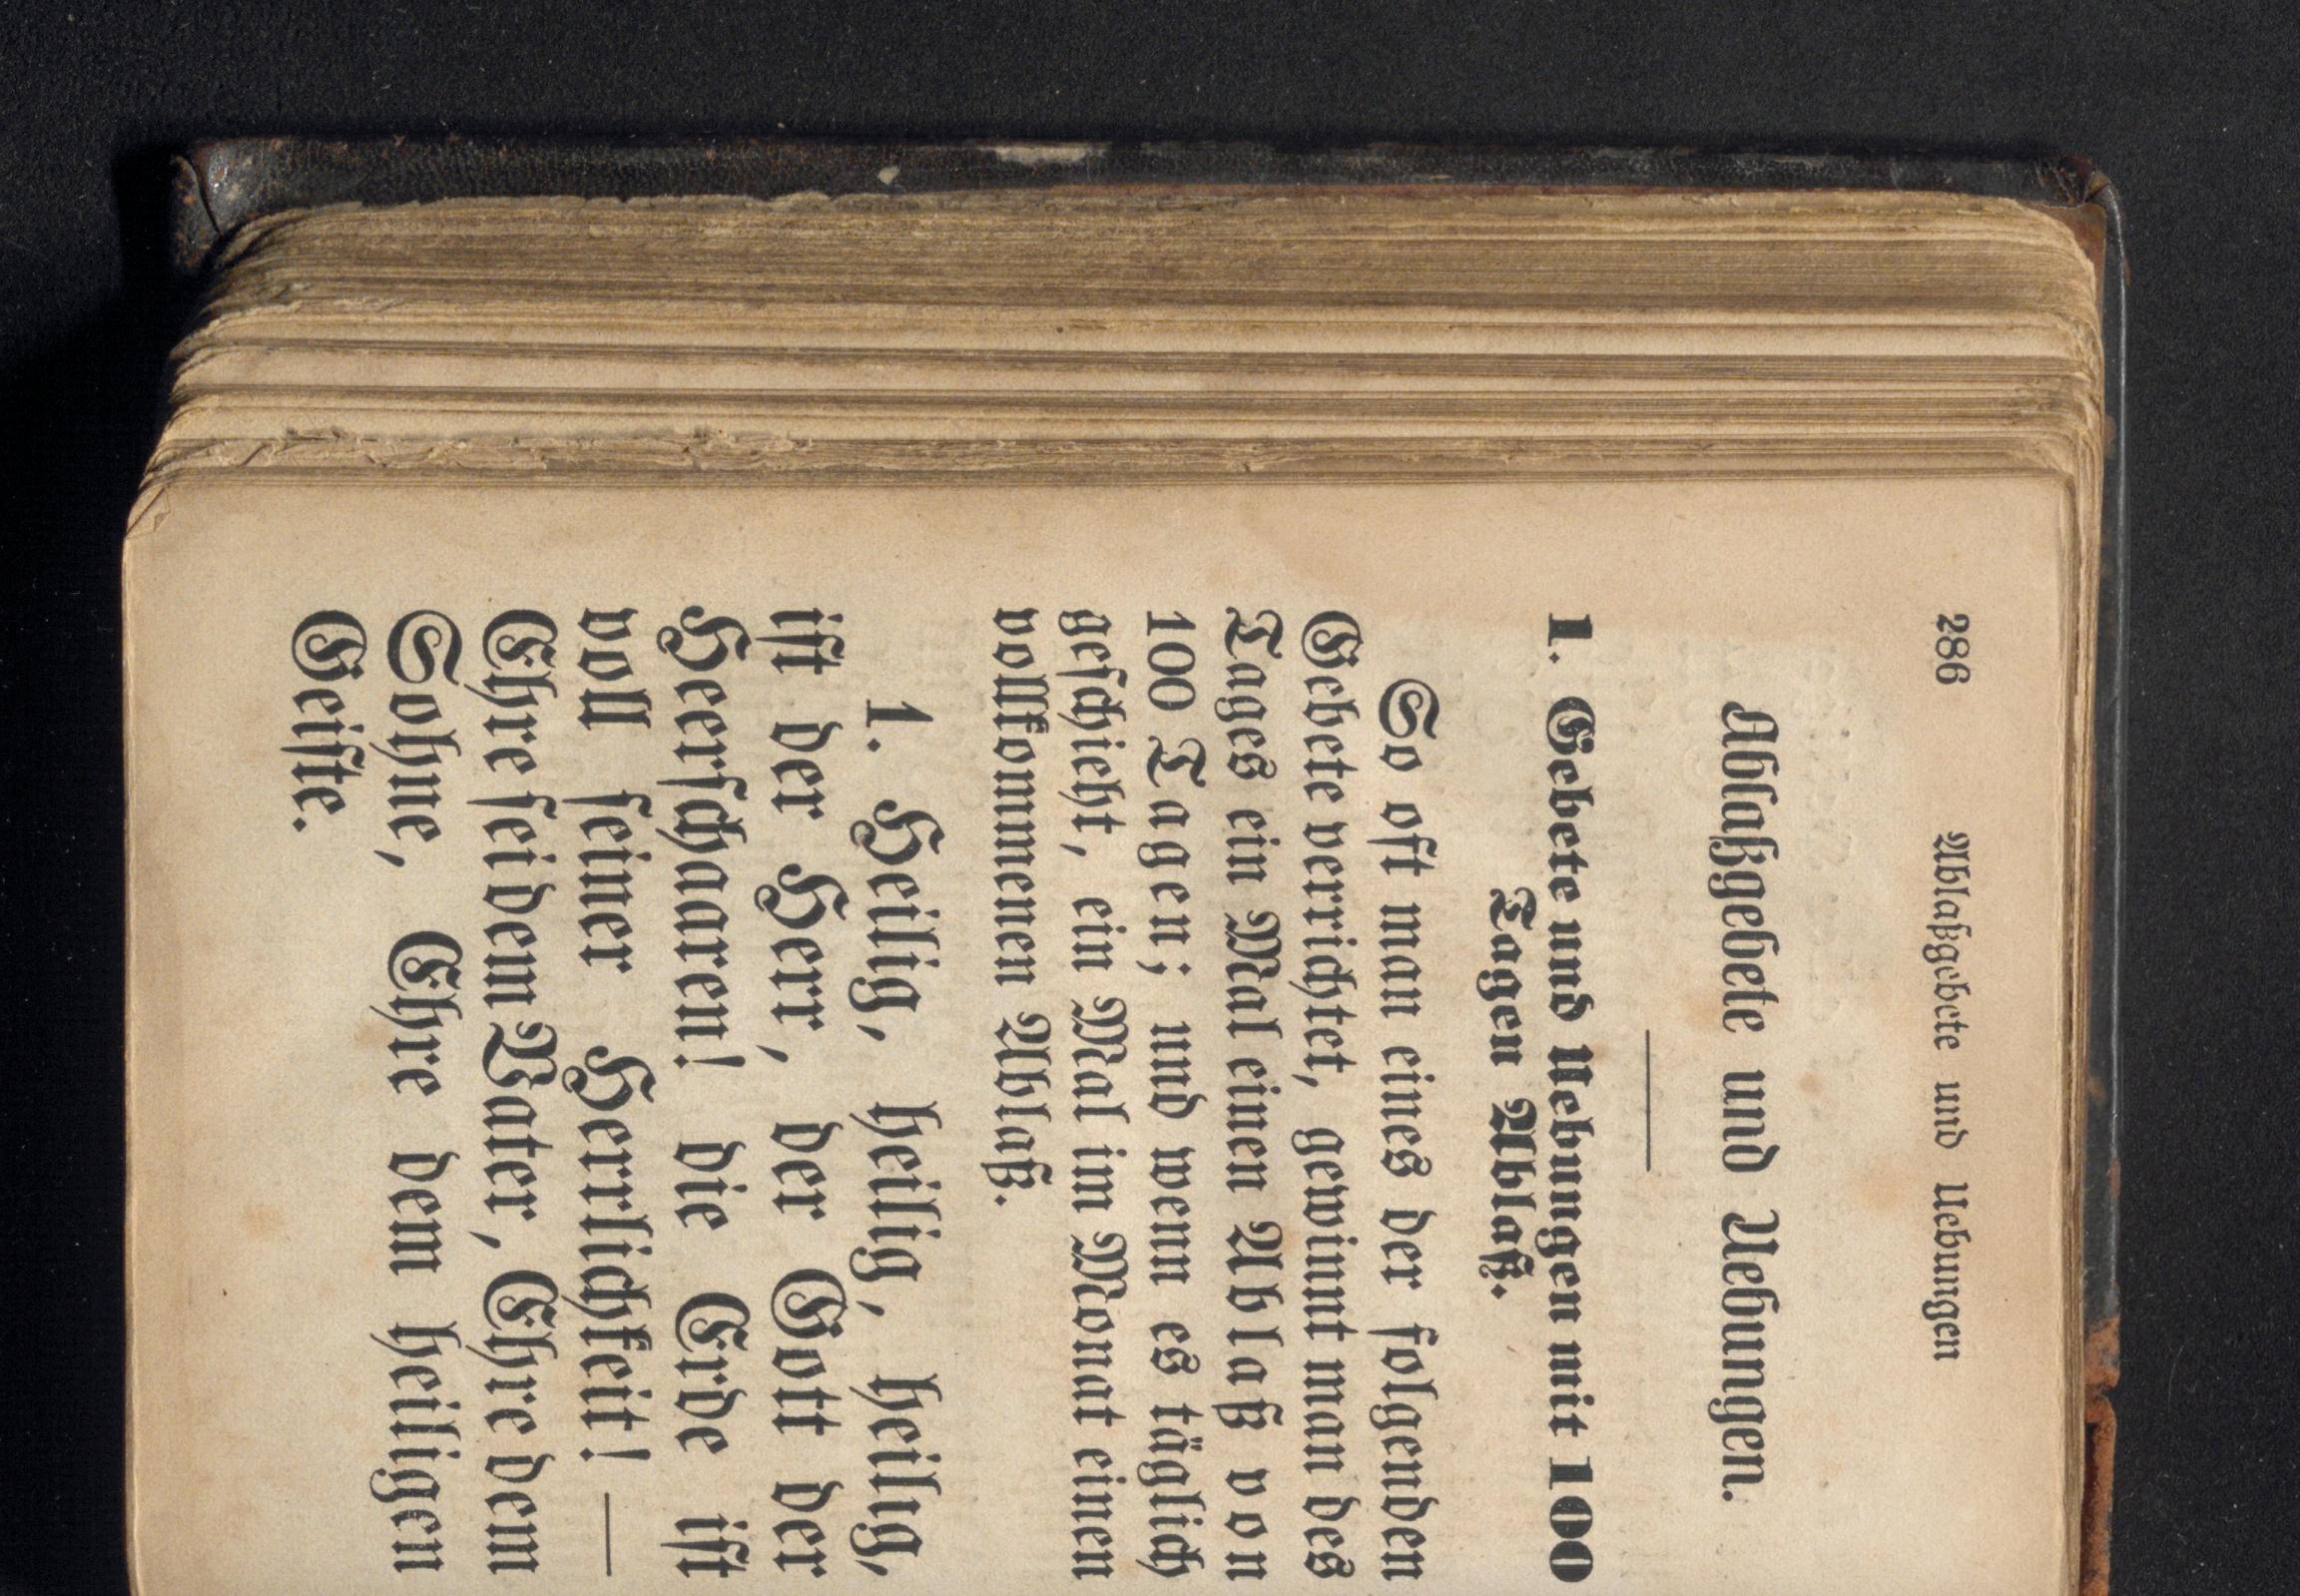 286 Ablaßgebete und Uebungen
Ablaßgebete und Uebungen.
I. Gebete und Uebungen mit 100
Tagen Ablaß.
So oft man eines der folgenden
Gebete verrichtet, gewinnt man des
Tages ein Mal einen Ablaß von
100 Tagen; und wenn es täglich
geschieht, ein Mal im Monat einen
vollkommenen Ablaß.
1. Heilig, heilig, heilig,
ist der Herr, der Gott der
Heerschaaren! die Erde ist
voll seiner Herrlichkeit! —
Ehre sei dem Vater, Ehre dem
Sohne, Ehre dem heiligen
Geiste.